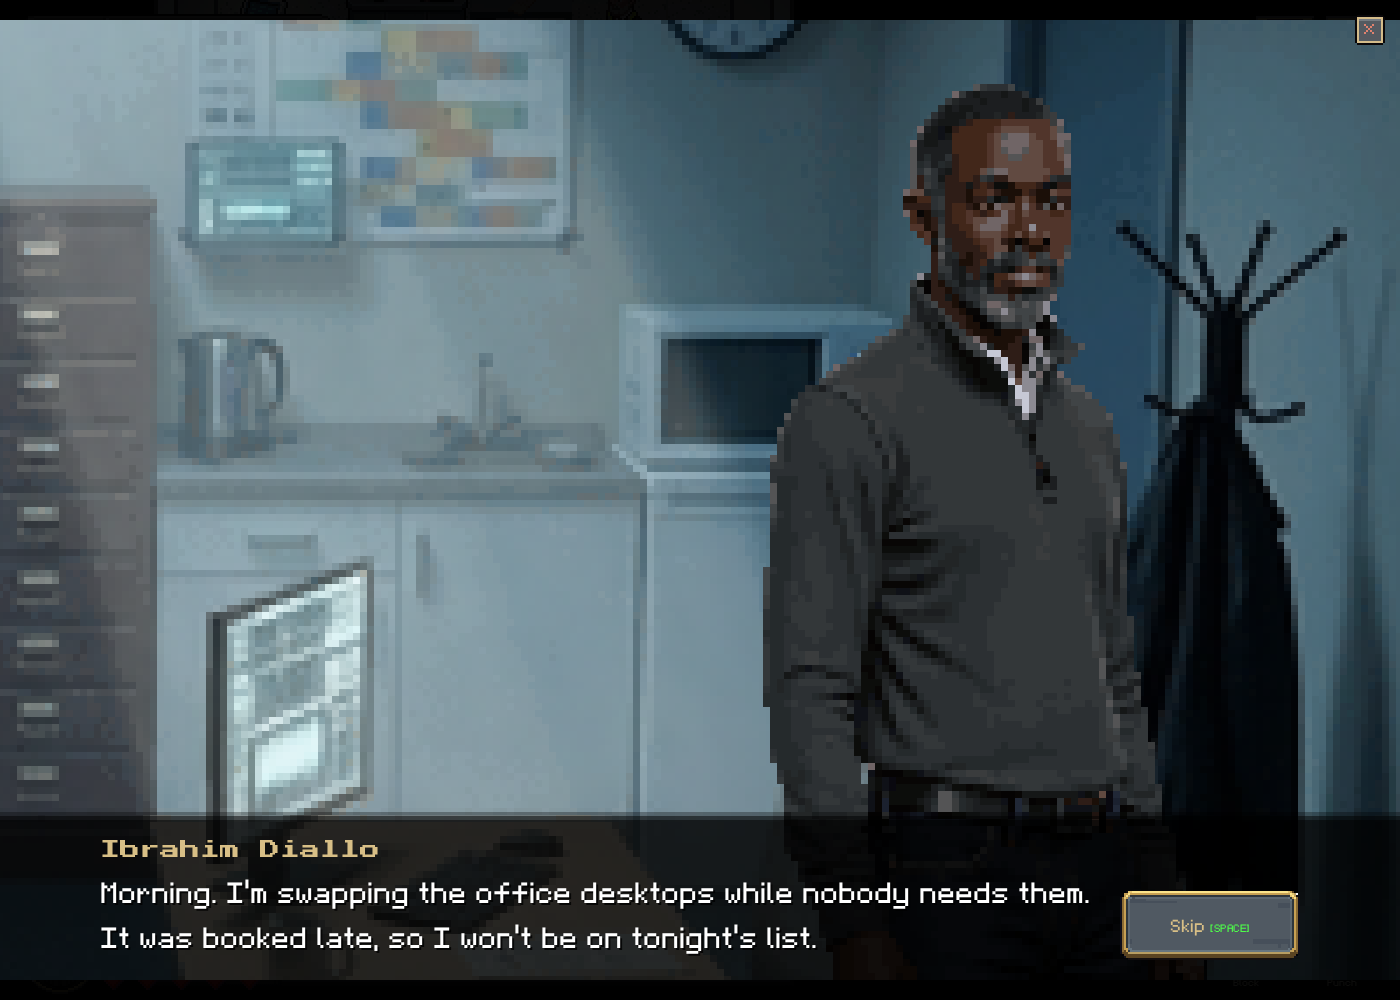 Ibrahim Diallo
Morning. I'm swapping the office desktops while nobody needs them.
It was booked late, so I won't be on tonight's list.
Skip [SPACE]